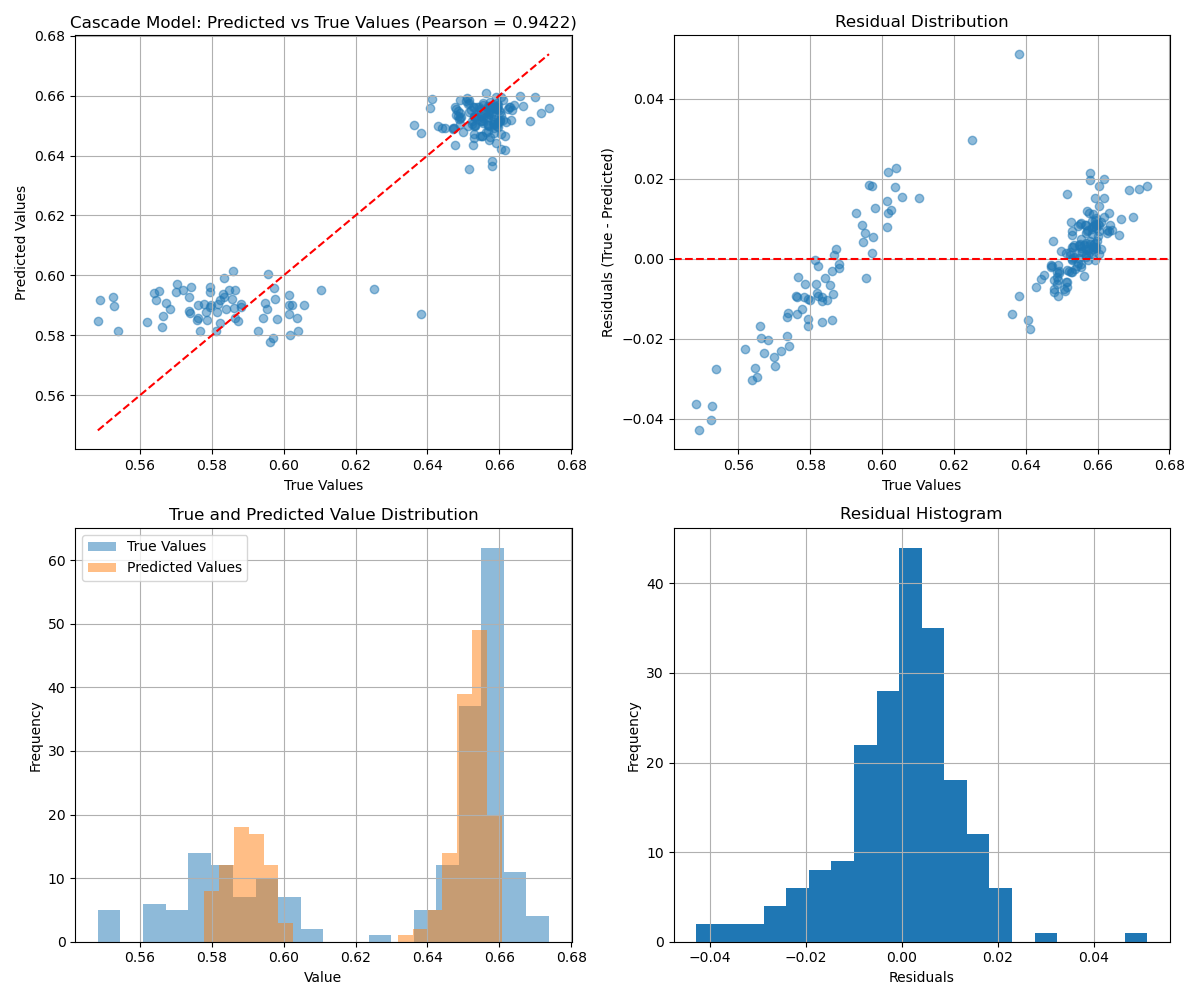 Cascade Model: Predicted vs True Values (Pearson = 0.9422)
0.68
0.66
0.64
0.62
0.60
0.58
0.56
Predicted Values
0.56 0.58 0.60 0.62 0.64 0.66 0.68
True Values
Residual Distribution
0.04
0.02
0.00
−0.02
−0.04
Residuals (True - Predicted)
0.56 0.58 0.60 0.62 0.64 0.66 0.68
True Values
True and Predicted Value Distribution
True Values
Predicted Values
60
50
40
30
20
10
0
Frequency
0.56 0.58 0.60 0.62 0.64 0.66 0.68
Value
Residual Histogram
40
30
20
10
0
Frequency
−0.04 −0.02 0.00 0.02 0.04
Residuals